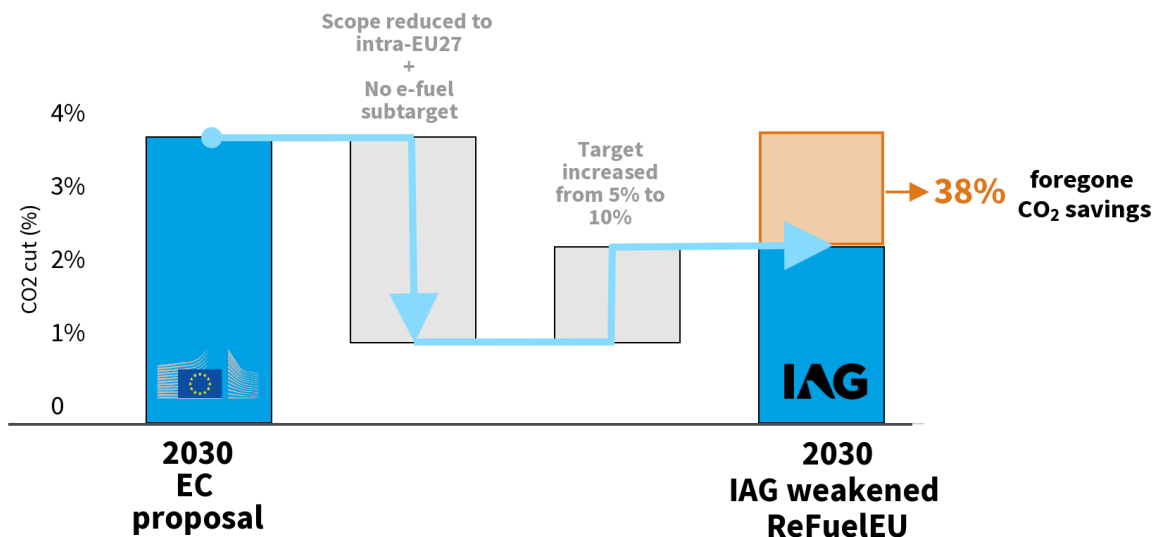 Scope reduced to
intra-EU27
+
No e-fuel
subtarget
4%
3%
2%
1%
0
CO2 cut (%)
Target
increased
from 5% to
10%
38%
foregone
CO₂ savings
IAG
2030
EC
proposal
2030
IAG weakened
ReFuelEU